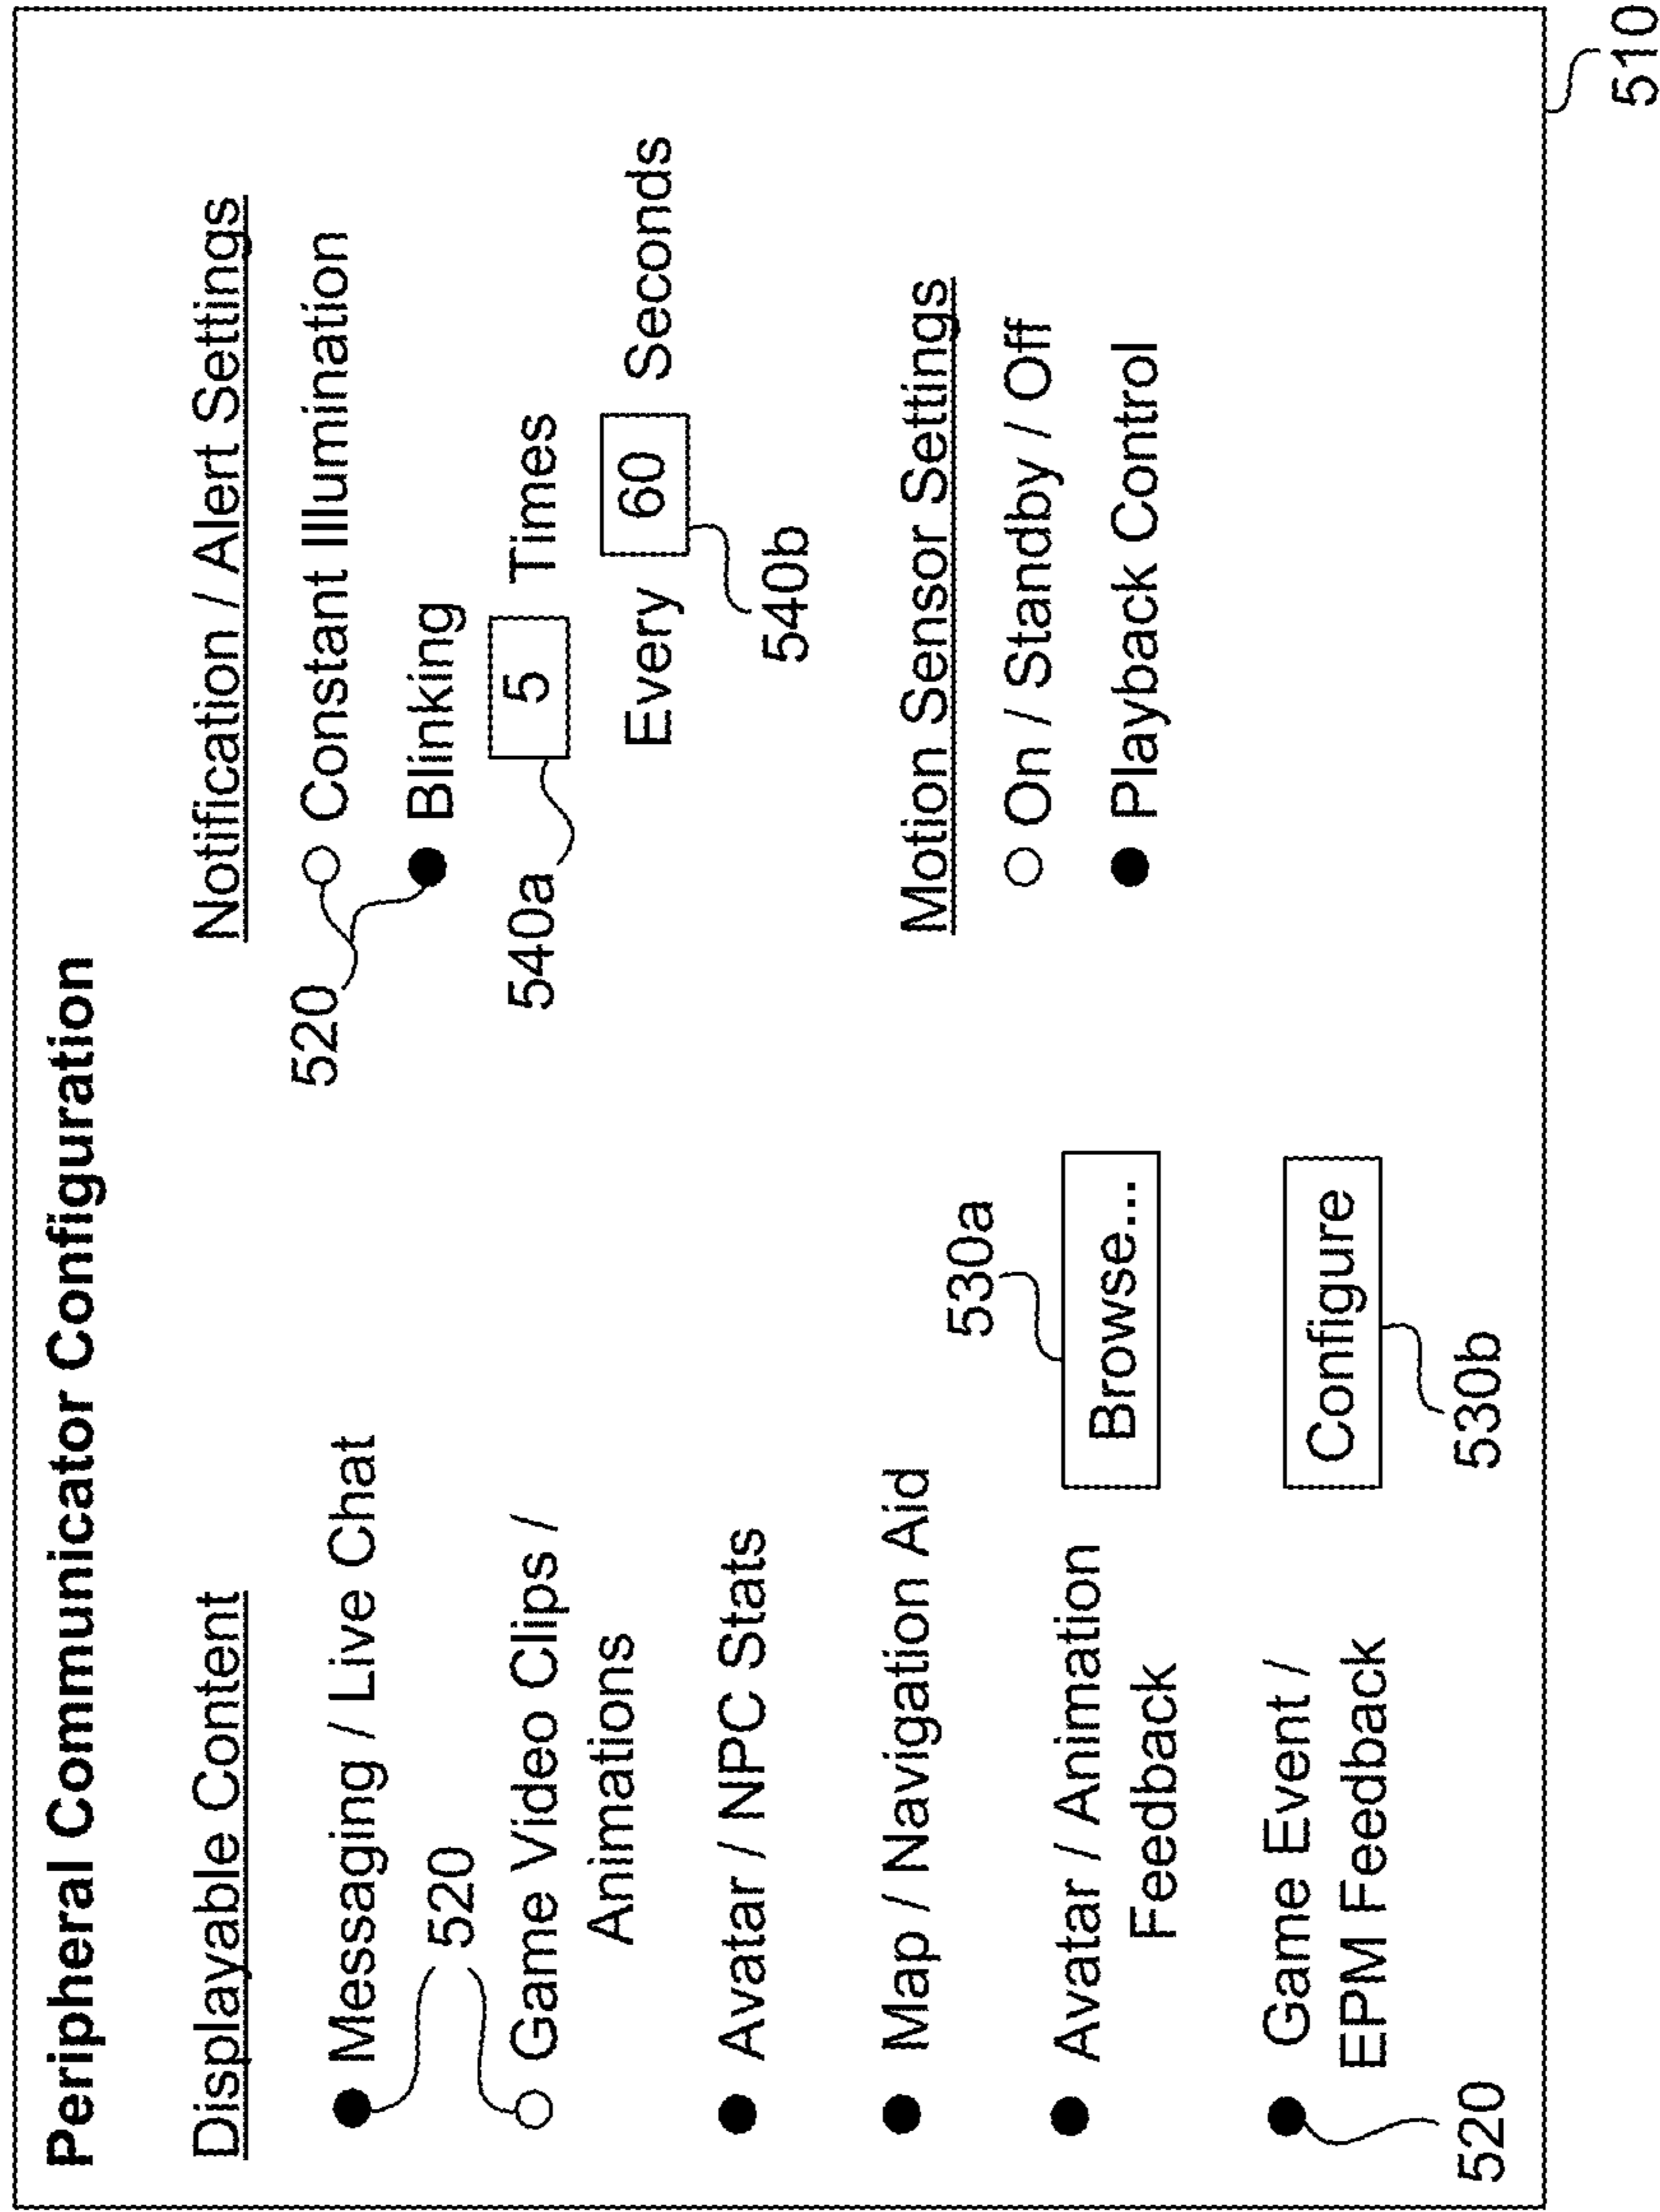 Peripheral Communicator Configuration
Displayable Content
Messaging / Live Chat
520
Game Video Clips /
Animations
Avatar / NPC Stats
Map / Navigation Aid
530a
Avatar / Animation
Feedback
Browse...
Game Event /
EPM Feedback
Configure
520
530b
Notification / Alert Settings
520
Constant Illumination
Blinking
540a
5 Times
Every 60 Seconds
540b
Motion Sensor Settings
On / Standby / Off
Playback Control
510